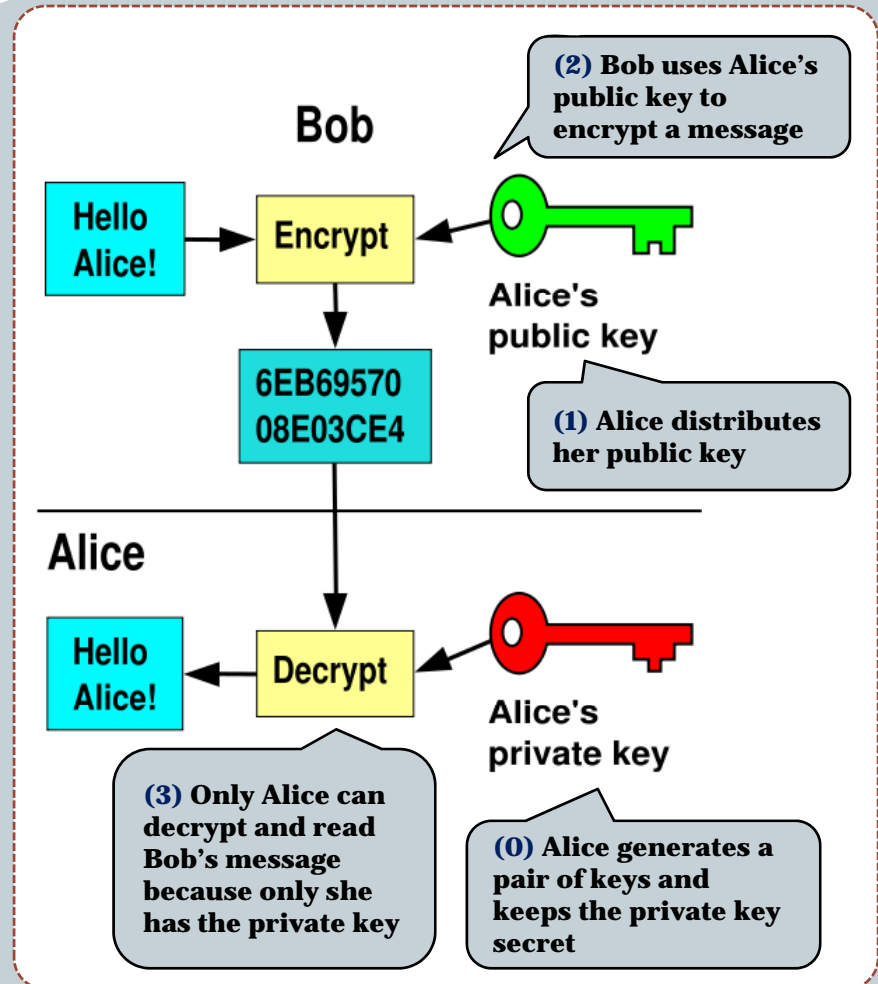 (2) Bob uses Alice's
public key to
encrypt a message
Bob
Hello
Alice!
Encrypt
Alice's
public key
6EB69570
08E03CE4
(1) Alice distributes
her public key
Alice
Hello
Alice!
Decrypt
Alice's
private key
(3) Only Alice can
decrypt and read
Bob's message
because only she
has the private key
(0) Alice generates a
pair of keys and
keeps the private key
secret